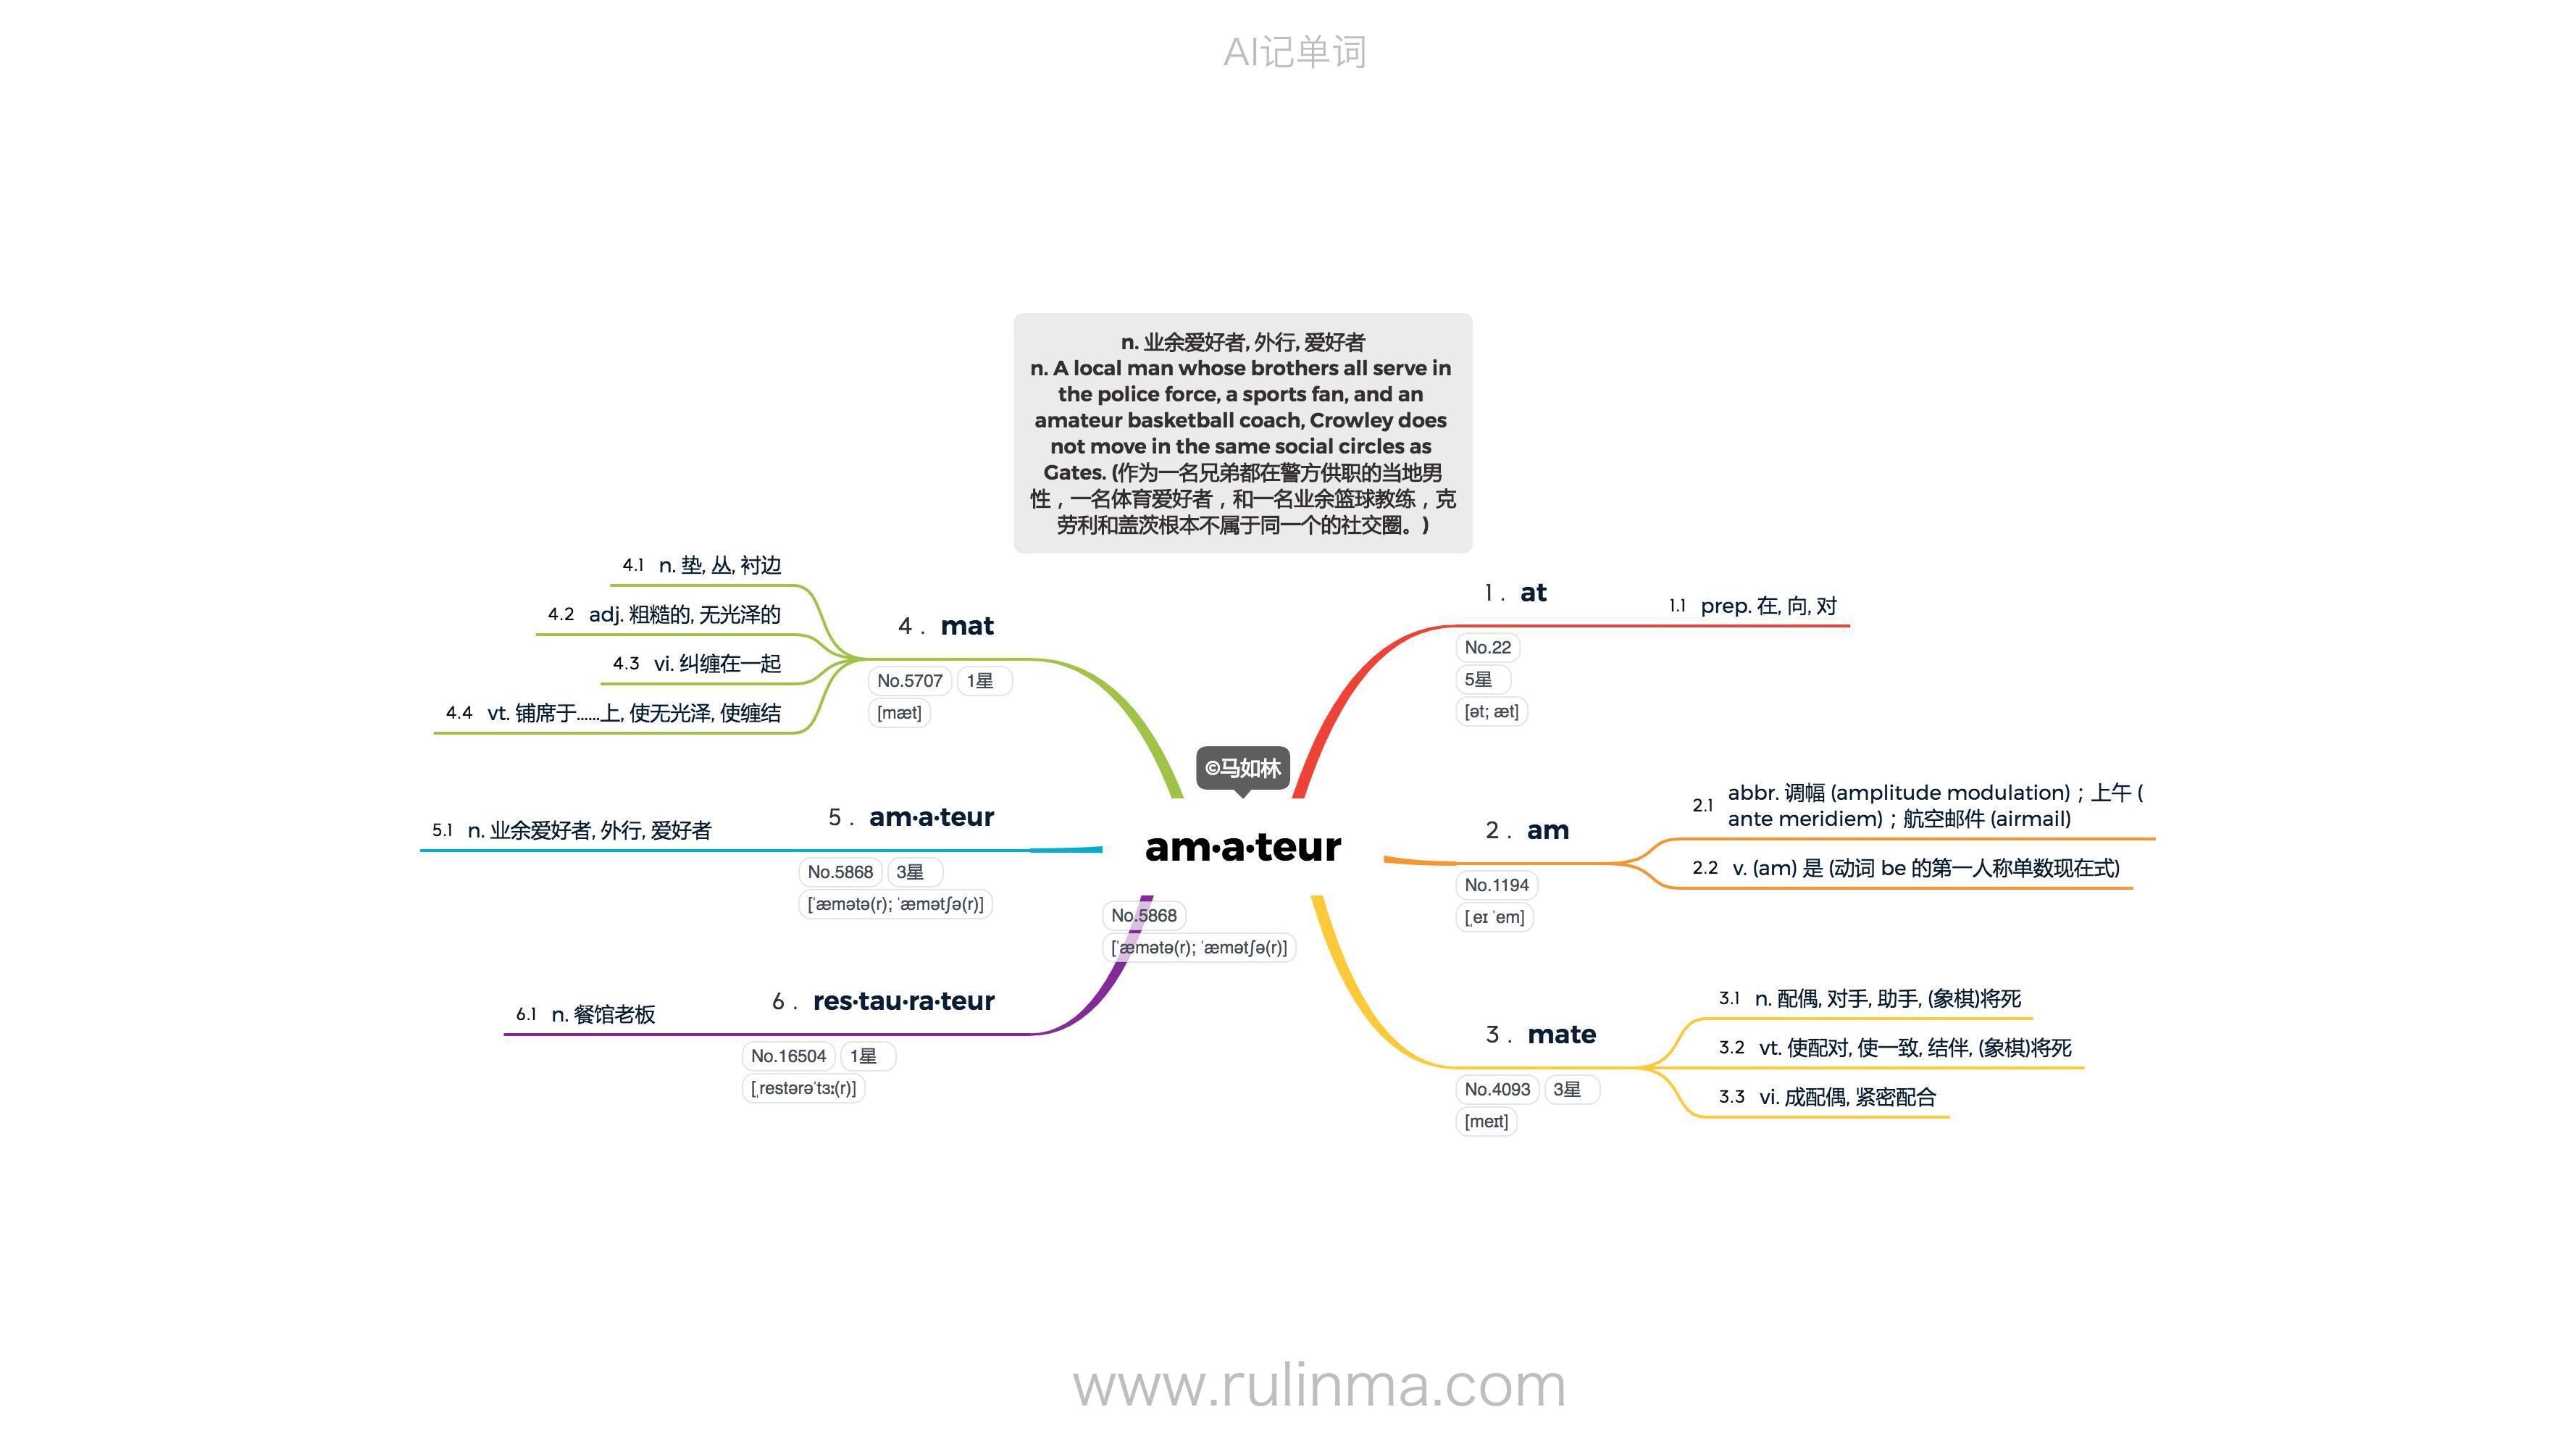 AI记单词
n. 业余爱好者, 外行, 爱好者
n. A local man whose brothers all serve in
the police force, a sports fan, and an
amateur basketball coach, Crowley does
not move in the same social circles as
Gates. (作为一名兄弟都在警方供职的当地男
性，一名体育爱好者，和一名业余篮球教练，克
劳利和盖茨根本不属于同一个的社交圈。)
©马如林
am·a·teur
No.5868
[ˈæmətə(r); ˈæmətʃə(r)]
1. at
No.22
5星
[ət; æt]
1.1 prep. 在, 向, 对
2. am
No.1194
[ˌeɪ ˈem]
2.1 abbr. 调幅 (amplitude modulation)；上午 (
ante meridiem)；航空邮件 (airmail)
2.2 v. (am) 是 (动词 be 的第一人称单数现在式)
3. mate
No.4093 3星
[meɪt]
3.1 n. 配偶, 对手, 助手, (象棋)将死
3.2 vt. 使配对, 使一致, 结伴, (象棋)将死
3.3 vi. 成配偶, 紧密配合
4. mat
No.5707 1星
[mæt]
4.1 n. 垫, 丛, 衬边
4.2 adj. 粗糙的, 无光泽的
4.3 vi. 纠缠在一起
4.4 vt. 铺席于……上, 使无光泽, 使缠结
5. am·a·teur
No.5868 3星
[ˈæmətə(r); ˈæmətʃə(r)]
5.1 n. 业余爱好者, 外行, 爱好者
6. res·tau·ra·teur
No.16504 1星
[ˌrestərəˈtɜː(r)]
6.1 n. 餐馆老板
www.rulinma.com